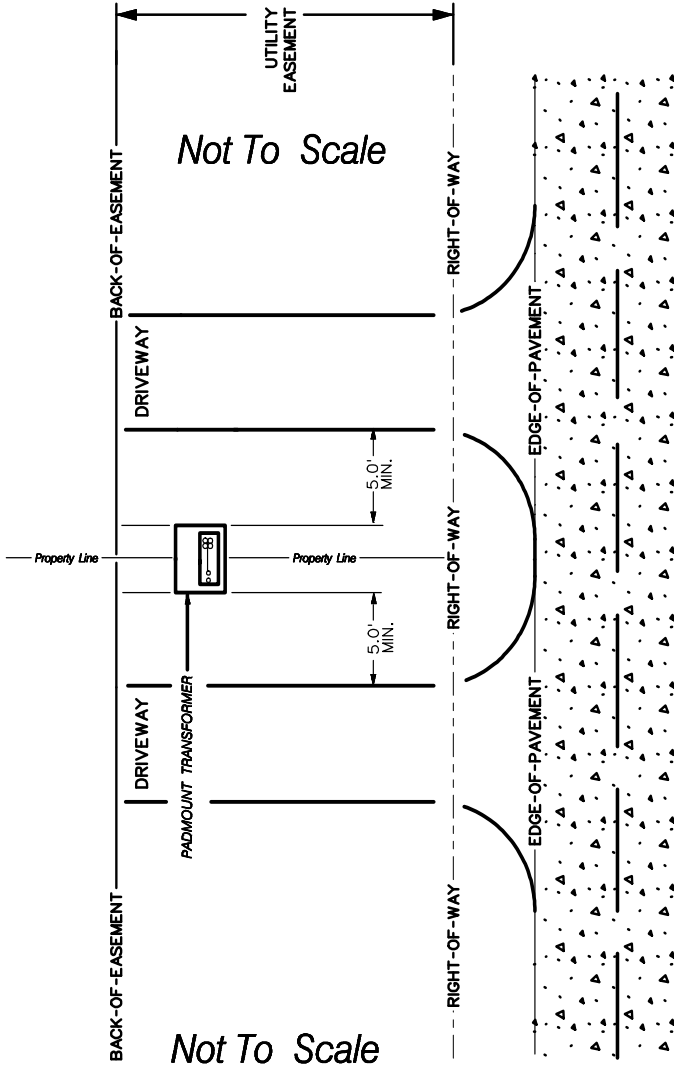 UTILITY
EASEMENT
Not To Scale
BACK-OF-EASEMENT
RIGHT-OF-WAY
DRIVEWAY
EDGE-OF-PAVEMENT
5.0'
MIN.
Property Line
Property Line
RIGHT-OF-WAY
5.0'
MIN.
PADMOUNT TRANSFORMER
DRIVEWAY
EDGE-OF-PAVEMENT
BACK-OF-EASEMENT
RIGHT-OF-WAY
Not To Scale